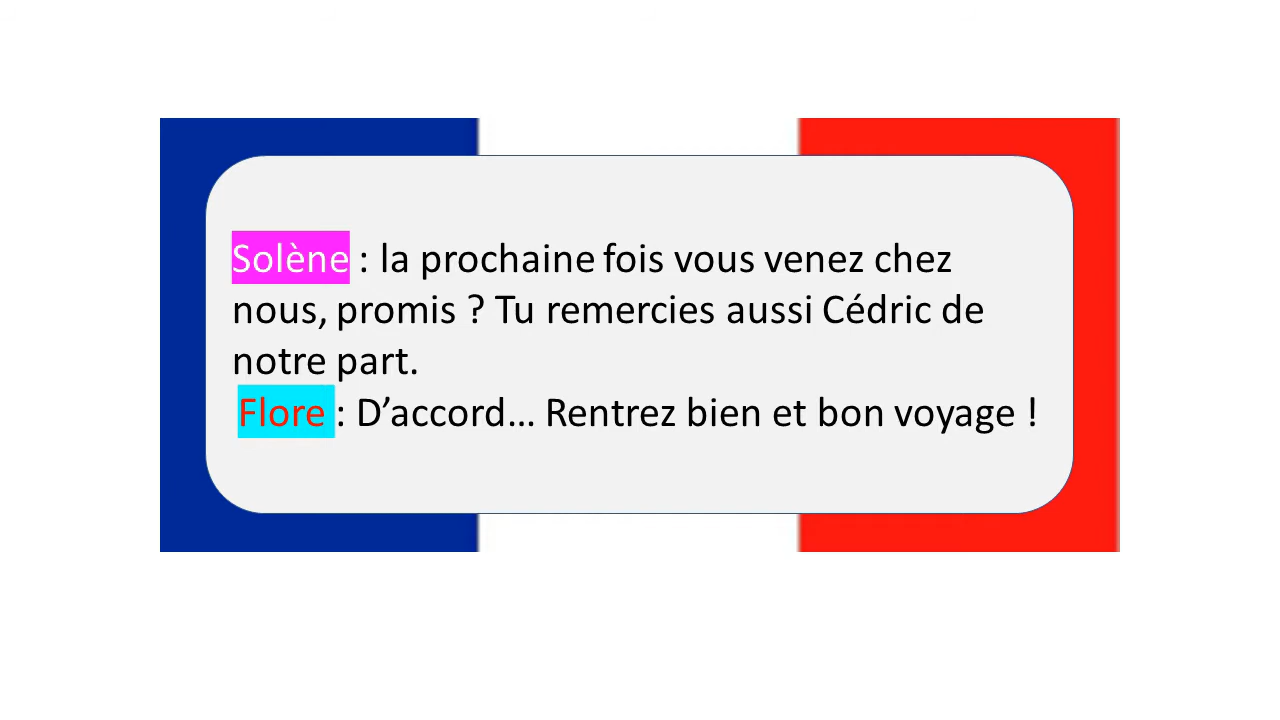 Solène : la prochaine fois vous venez chez
nous, promis ? Tu remercies aussi Cédric de
notre part.
Flore : D’accord… Rentrez bien et bon voyage !